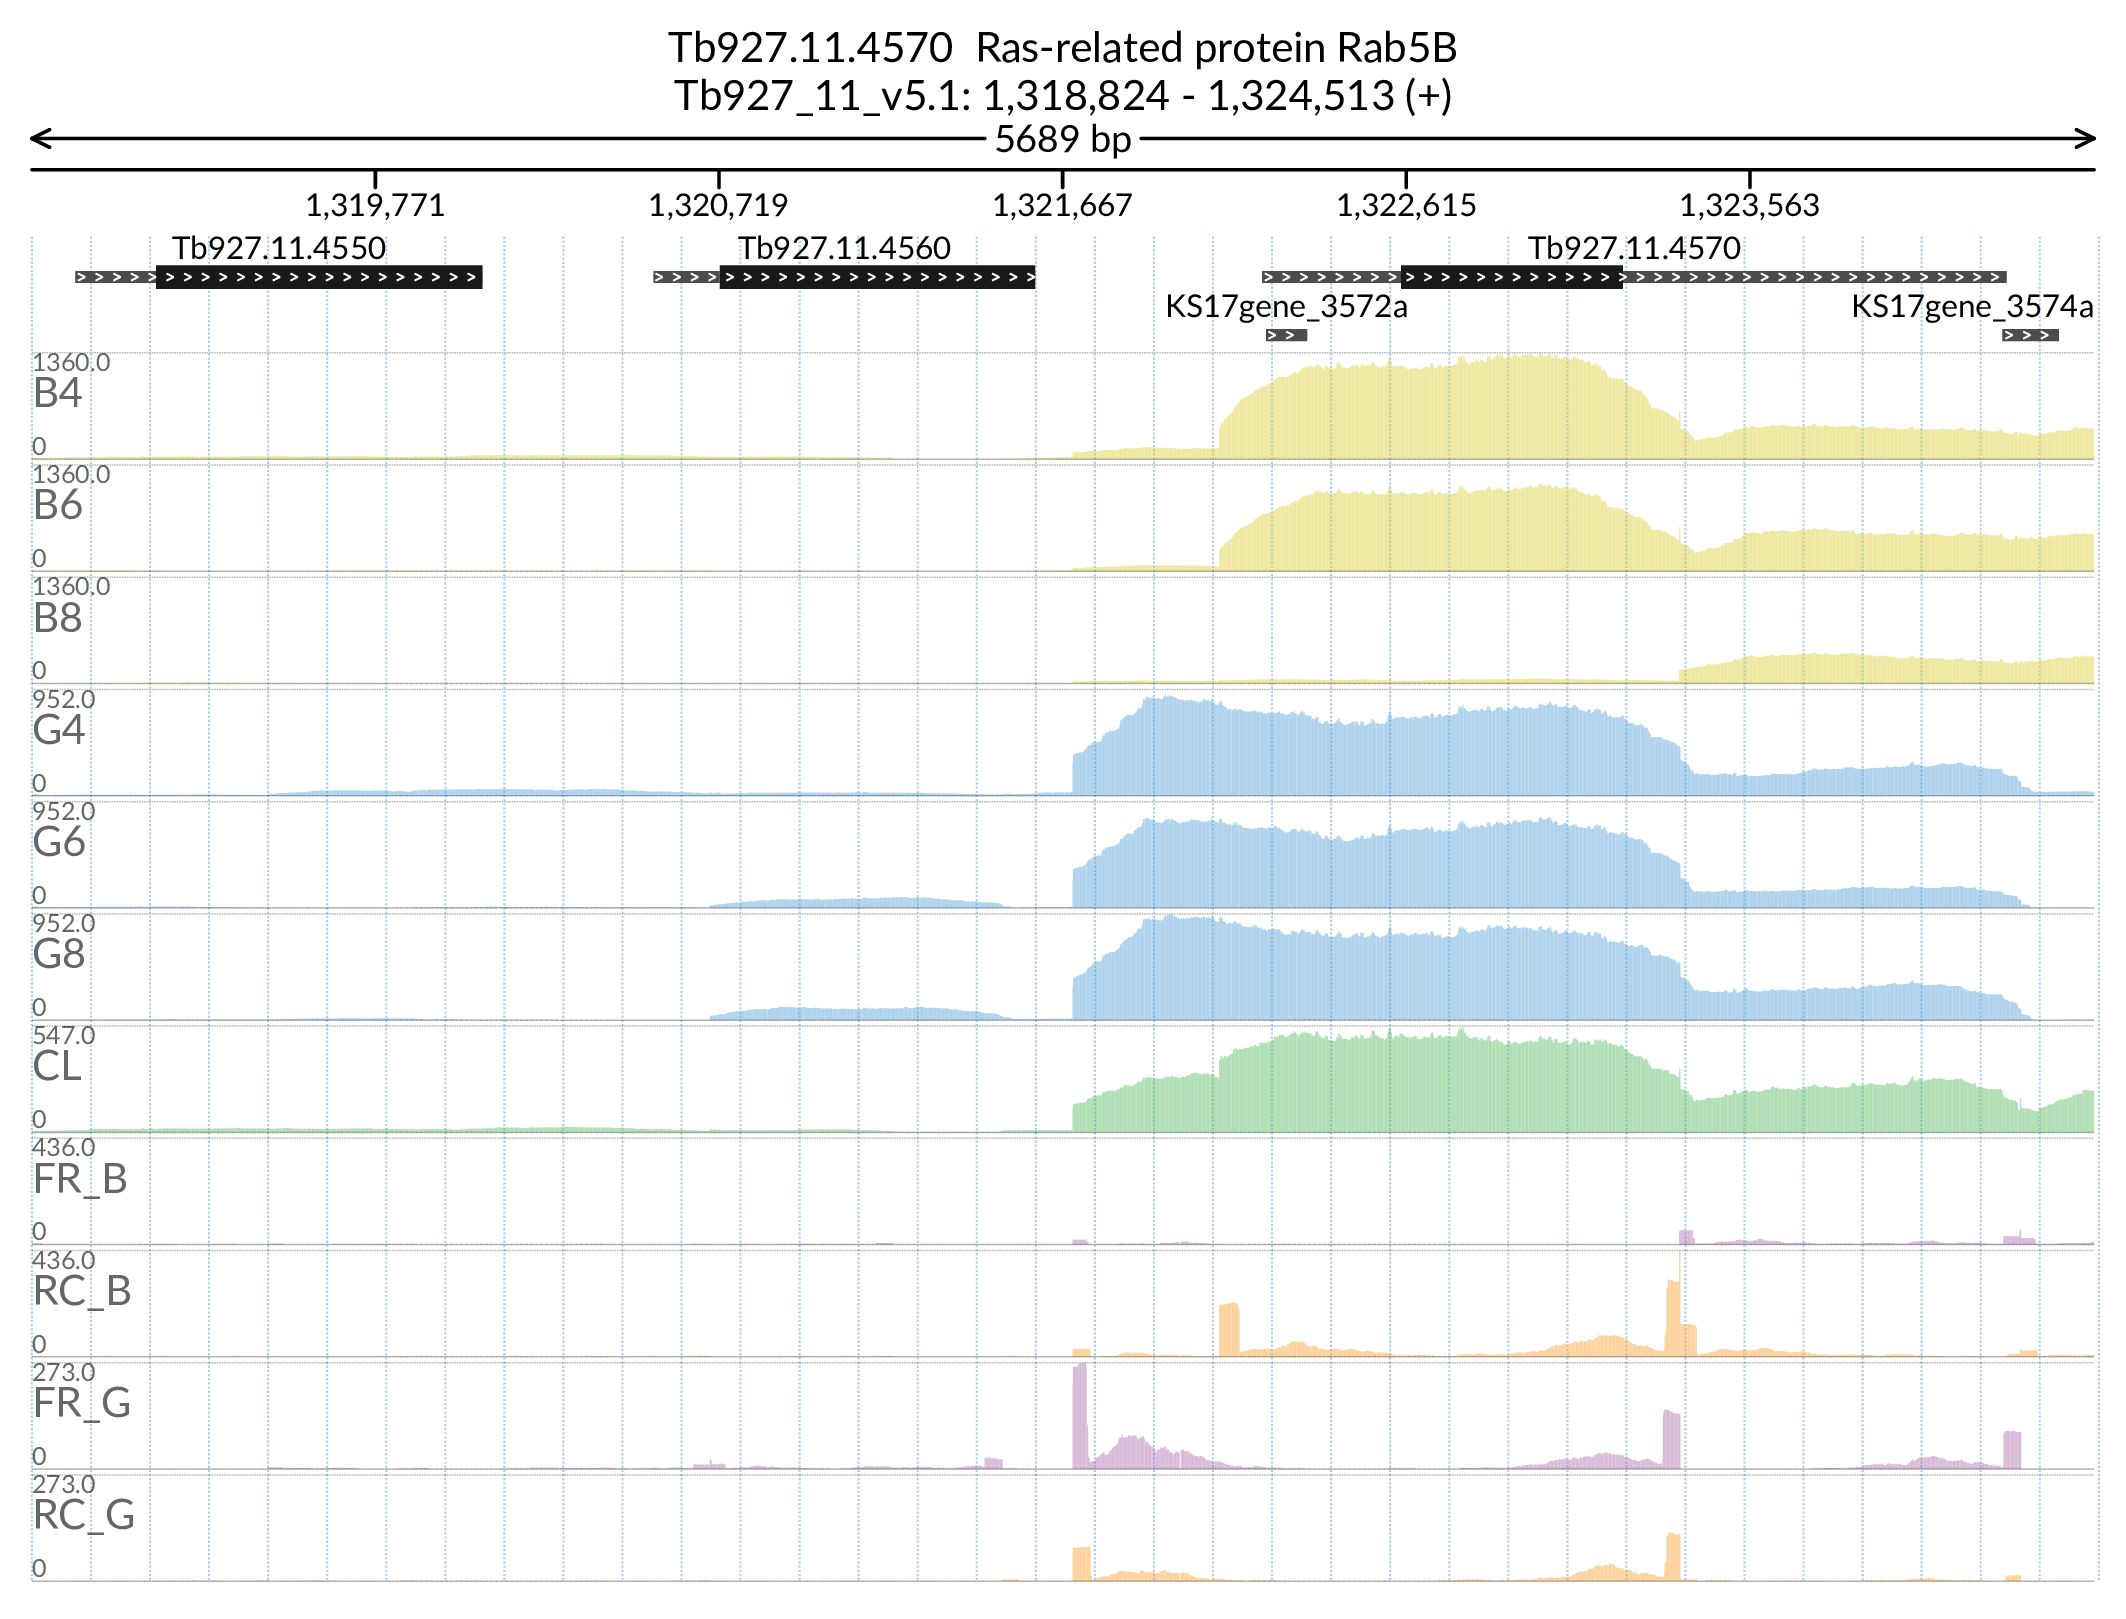 Tb927.11.4570  Ras-related protein Rab5B
Tb927_11_v5.1: 1,318,824 - 1,324,513 (+)
5689 bp
1,319,771 1,320,719 1,321,667 1,322,615 1,323,563
Tb927.11.4550 Tb927.11.4560 Tb927.11.4570
KS17gene_3572a KS17gene_3574a
1360.0
B4
0
1360.0
B6
0
1360.0
B8
0
952.0
G4
0
952.0
G6
0
952.0
G8
0
547.0
CL
0
436.0
FR_B
0
436.0
RC_B
0
273.0
FR_G
0
273.0
RC_G
0